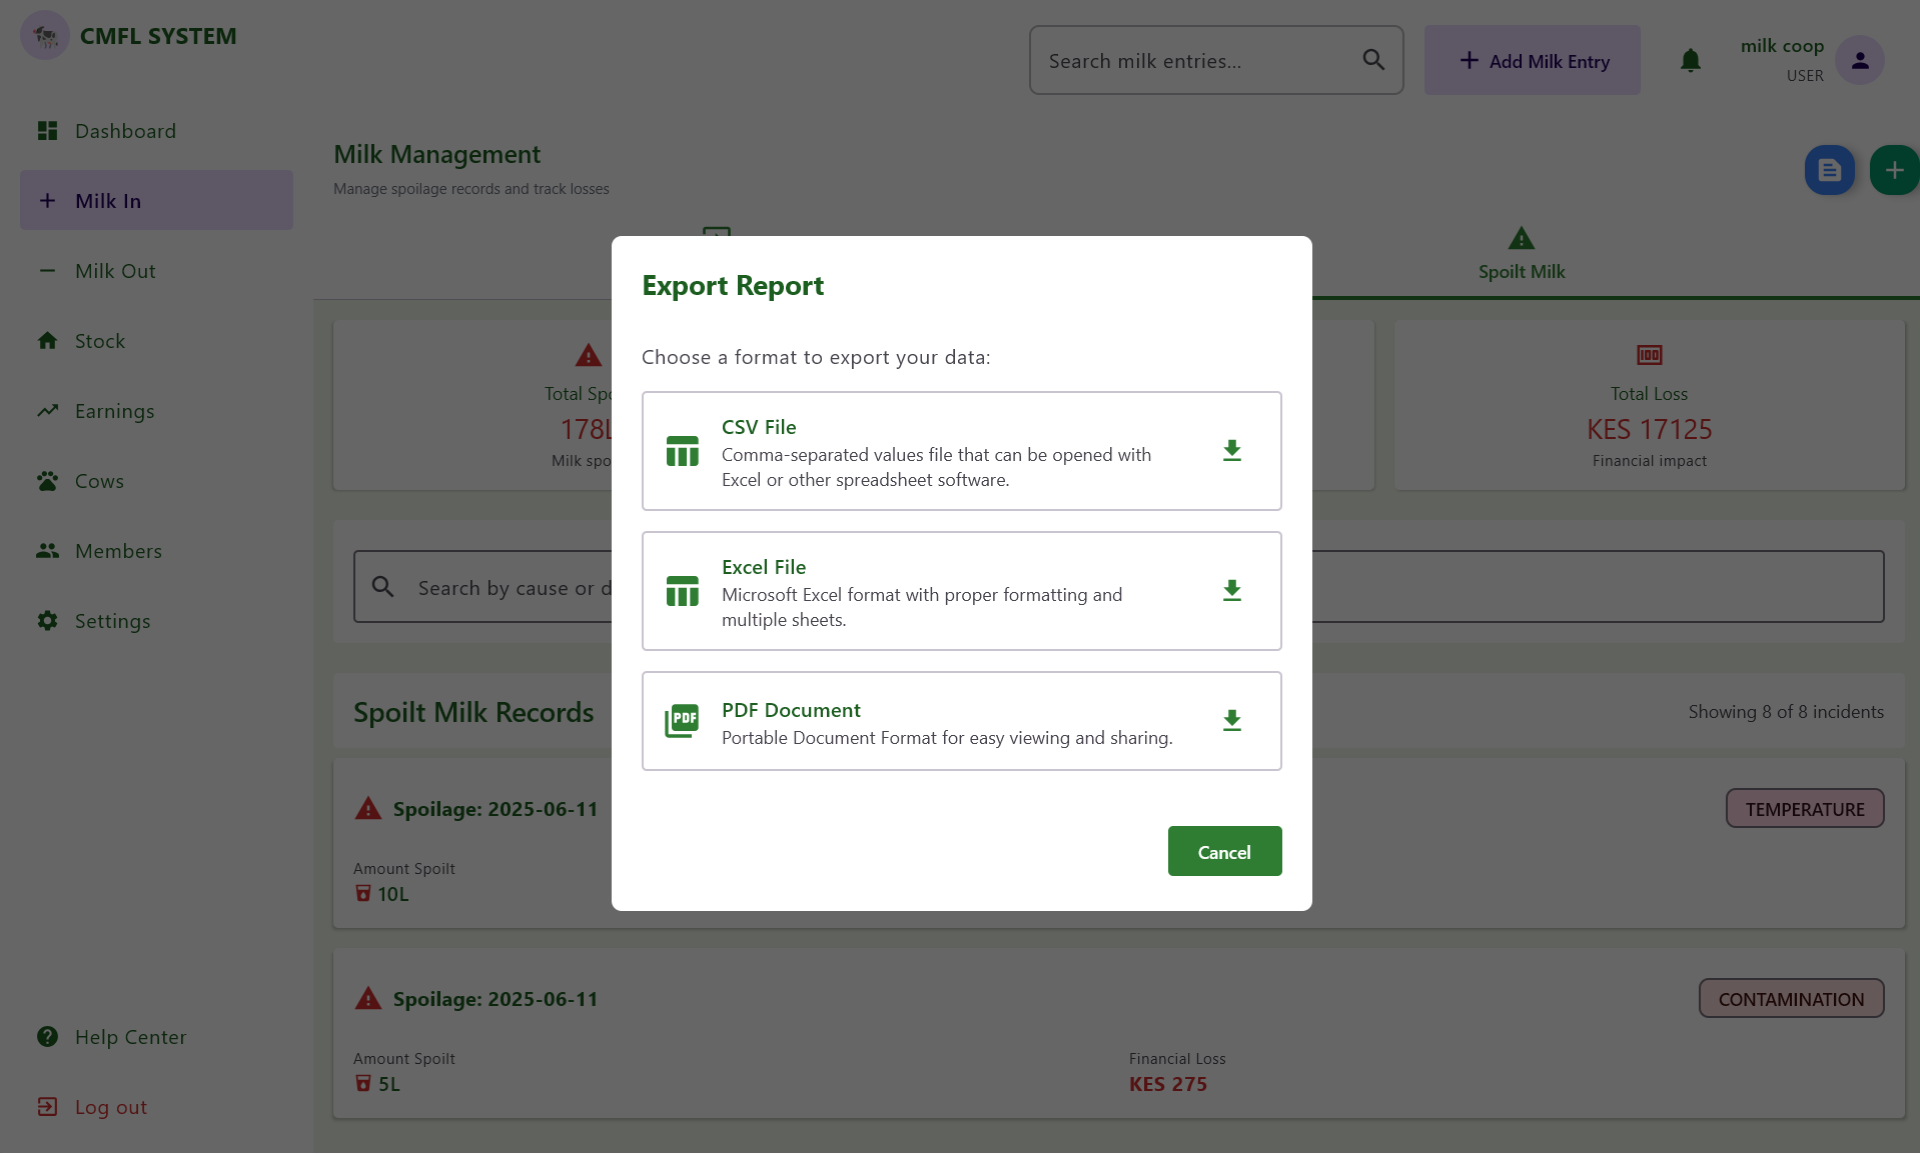 CMFL SYSTEM
Search milk entries...
Add Milk Entry
milk coop
USER
Dashboard
Milk In
Milk Out
Stock
Earnings
Cows
Members
Settings
Help Center
Log out
Milk Management
Manage spoilage records and track losses
Spoilt Milk
Total
178L
Milk
Total Loss
KES 17125
Financial impact
Search by cause or
Spoilt Milk Records
Showing 8 of 8 incidents
Spoilage: 2025-06-11
TEMPERATURE
Amount Spoilt
10L
Spoilage: 2025-06-11
CONTAMINATION
Amount Spoilt
5L
Financial Loss
KES 275
Export Report
Choose a format to export your data:
CSV File
Comma-separated values file that can be opened with
Excel or other spreadsheet software.
Excel File
Microsoft Excel format with proper formatting and
multiple sheets.
PDF
PDF Document
Portable Document Format for easy viewing and sharing.
Cancel